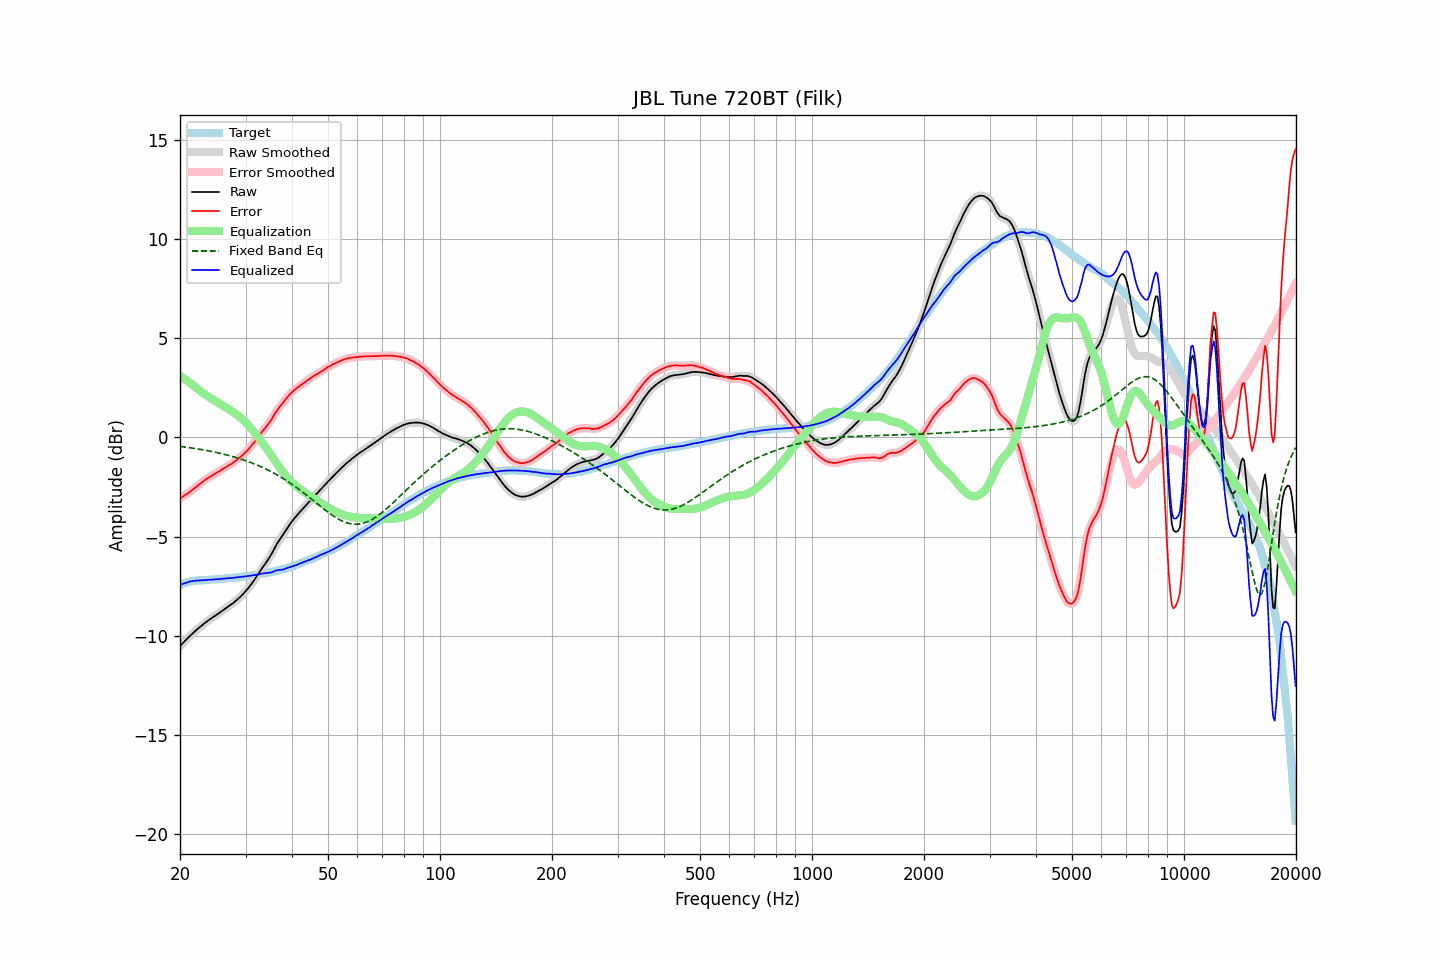 JBL Tune 720BT (Filk)
Target
Raw Smoothed
Error Smoothed
Raw
Error
Equalization
Fixed Band Eq
Equalized
15
10
5
0
−5
−10
−15
−20
Amplitude (dBr)
20 50 100 200 500 1000 2000 5000 10000 20000
Frequency (Hz)